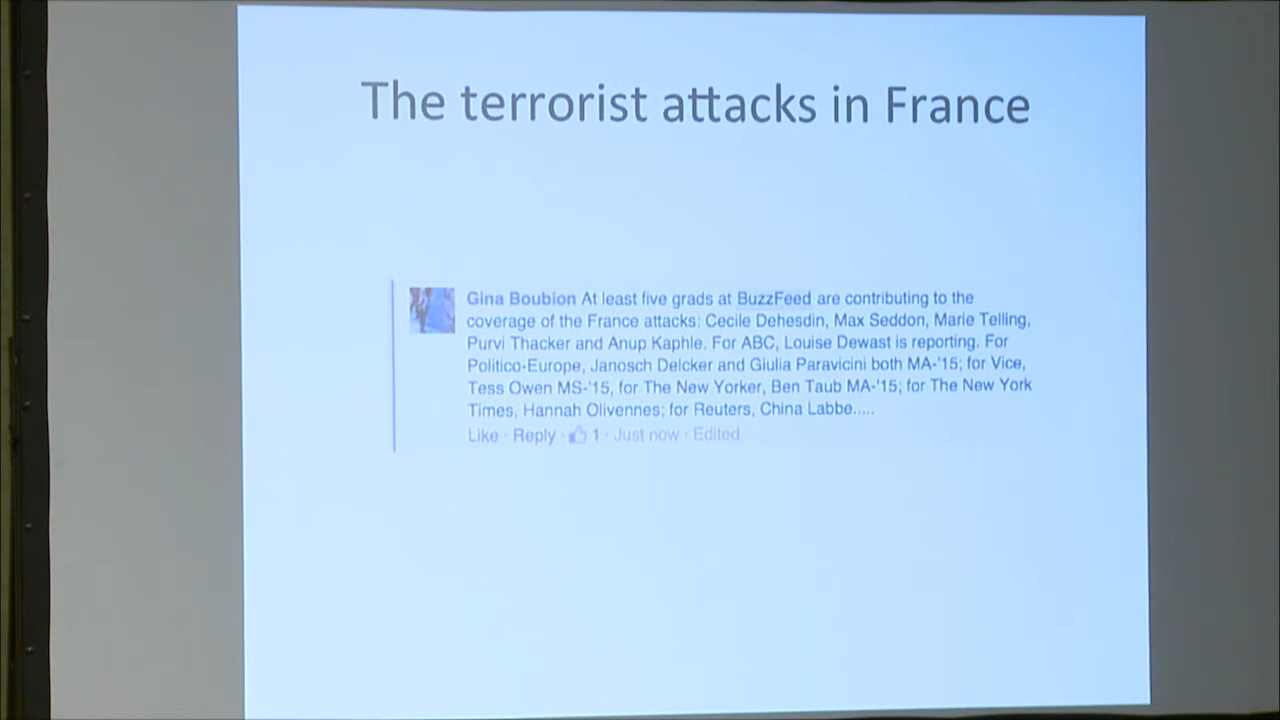 The terrorist attacks in France
Gina Boubion At least five grads at BuzzFeed are contributing to the
coverage of the France attacks: Cecile Dehesdin, Max Seddon, Marie Telling,
Purvi Thacker and Anup Kaphle. For ABC, Louise Dewast is reporting. For
Politico-Europe, Janosch Delcker and Giulia Paravicini both MA-'15; for Vice,
Tess Owen MS-'15, for The New Yorker, Ben Taub MA-'15; for The New York
Times, Hannah Olivennes; for Reuters, China Labbe.....
Like · Reply · 1 · Just now · Edited